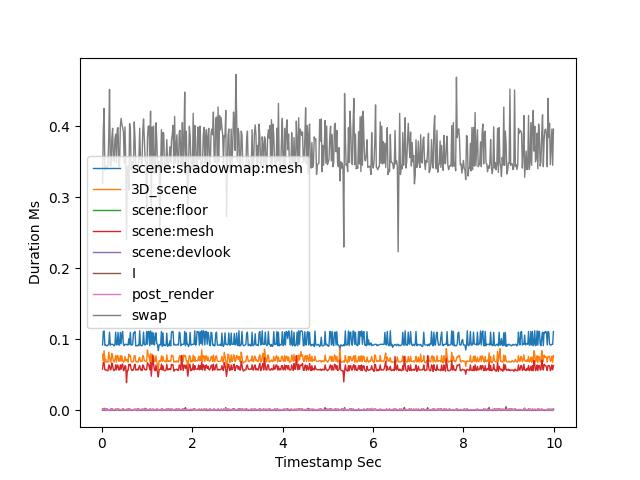 0.4
0.3
0.2
0.1
0.0
Duration Ms
scene:shadowmap:mesh
3D_scene
scene:floor
scene:mesh
scene:devlook
I
post_render
swap
0 2 4 6 8 10
Timestamp Sec